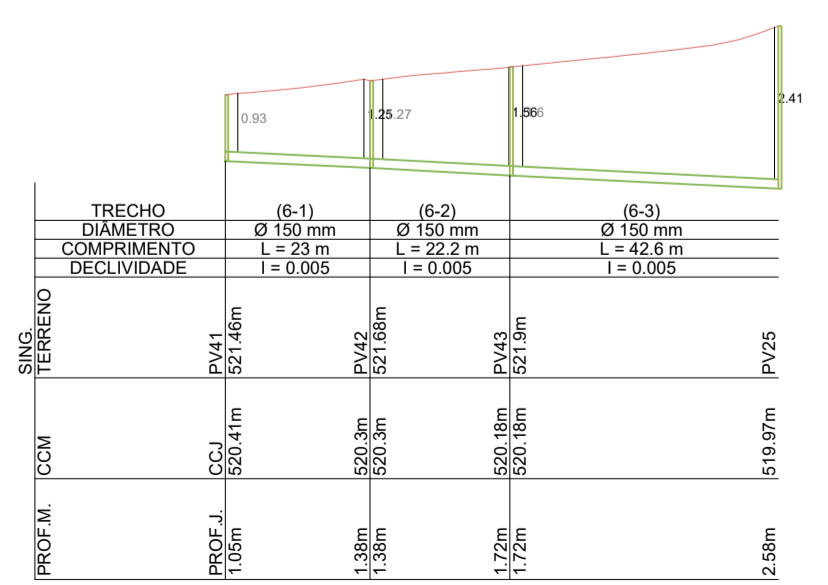 0.93
1.25
1.27
1.56
2.41
TRECHO (6-1) (6-2) (6-3)
DIÂMETRO Ø 150 mm Ø 150 mm Ø 150 mm
COMPRIMENTO L = 23 m L = 22.2 m L = 42.6 m
DECLIVIDADE I = 0.005 I = 0.005 I = 0.005
SING.
TERRENO
PV41
521.46m
PV42
521.68m
PV43
521.9m
PV25
CCM
CCJ
520.41m
520.3m
520.3m
520.18m
520.18m
519.97m
PROF.M.
PROF.J.
1.05m
1.38m
1.38m
1.72m
1.72m
2.58m